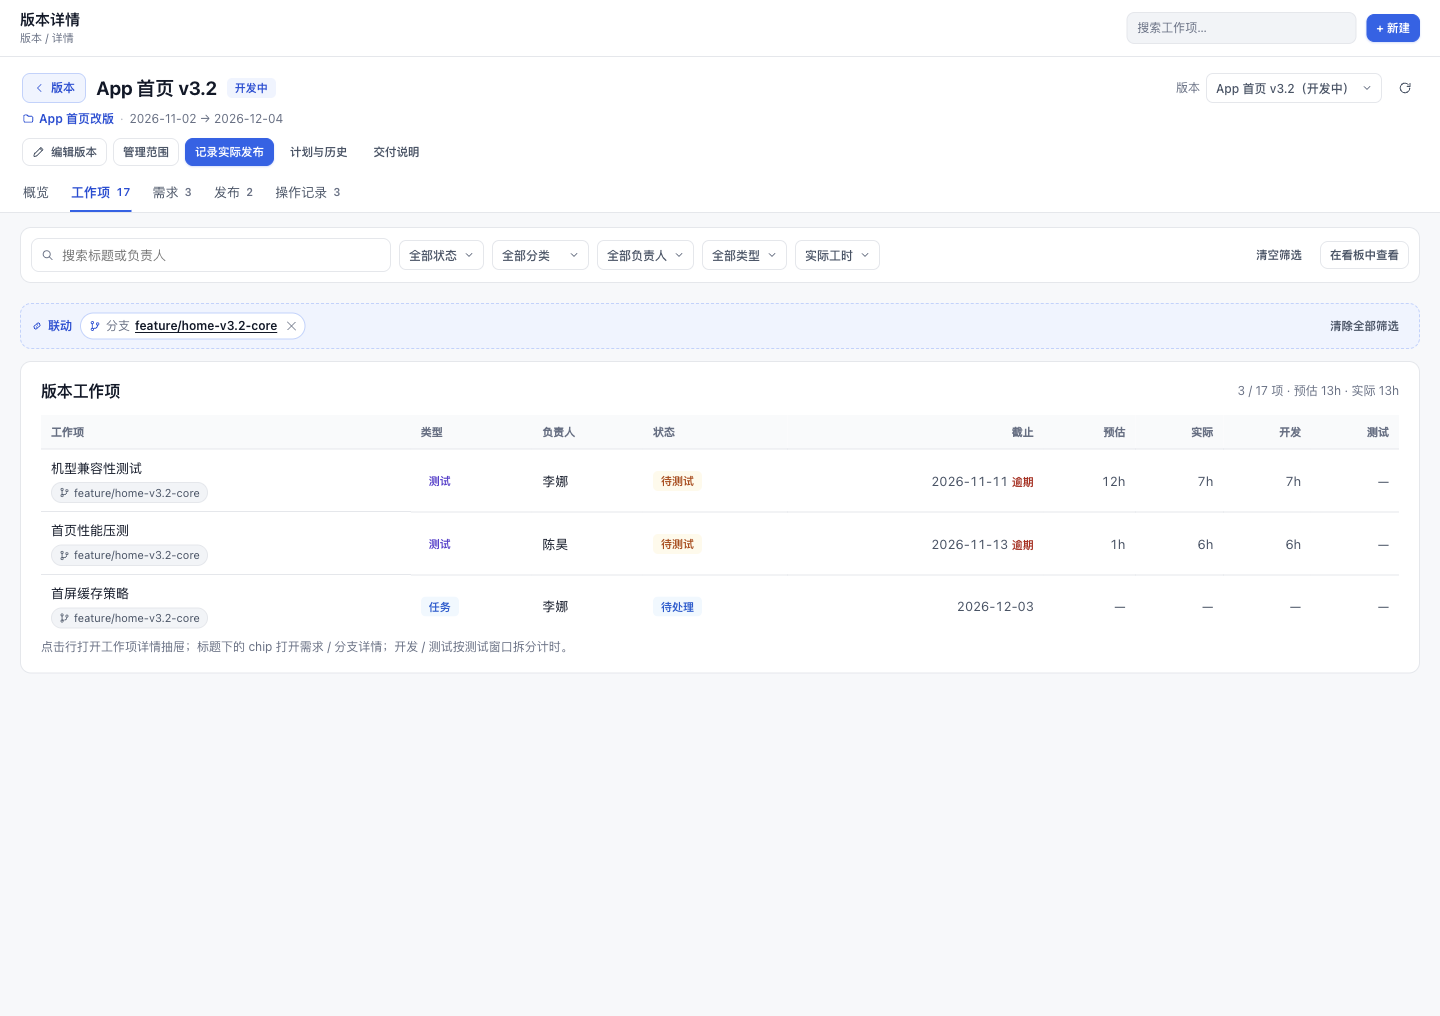 版本详情
版本 / 详情
搜索工作项...
+ 新建
版本
App 首页 v3.2
开发中
版本
App 首页 v3.2（开发中）
App 首页改版 · 2026-11-02 → 2026-12-04
编辑版本
管理范围
记录实际发布
计划与历史
交付说明
概览
工作项 17
需求 3
发布 2
操作记录 3
搜索标题或负责人
全部状态
全部分类
全部负责人
全部类型
实际工时
清空筛选
在看板中查看
联动
分支 feature/home-v3.2-core
清除全部筛选
版本工作项
3 / 17 项 · 预估 13h · 实际 13h
工作项 类型 负责人 状态 截止 预估 实际 开发 测试
机型兼容性测试
feature/home-v3.2-core
测试 李娜 待测试 2026-11-11 逾期 12h 7h 7h —
首页性能压测
feature/home-v3.2-core
测试 陈昊 待测试 2026-11-13 逾期 1h 6h 6h —
首屏缓存策略
feature/home-v3.2-core
任务 李娜 待处理 2026-12-03 — — — —
点击行打开工作项详情抽屉；标题下的 chip 打开需求 / 分支详情；开发 / 测试按测试窗口拆分计时。